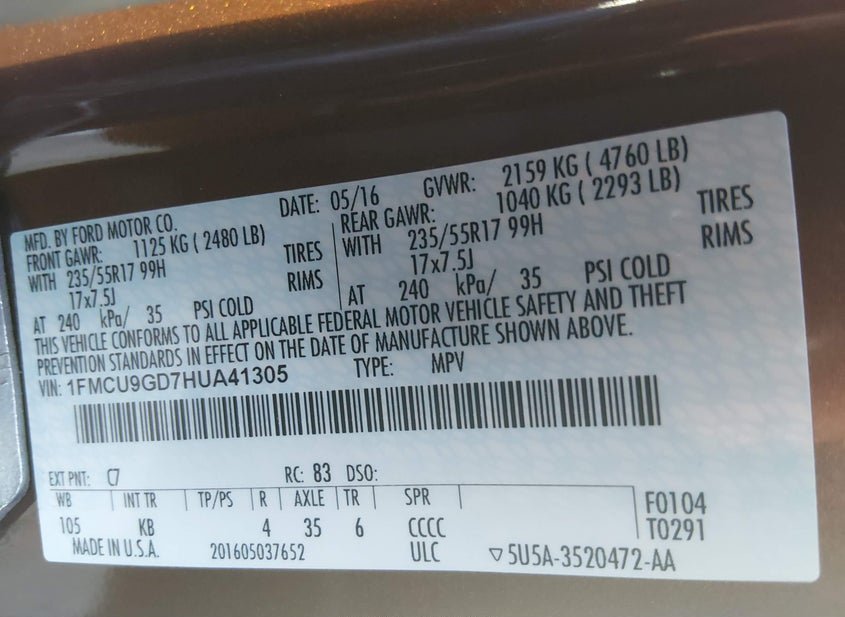 MFD. BY FORD MOTOR CO. DATE: 05/16 GVWR: 2159 KG ( 4760 LB)
FRONT GAWR: 1125 KG ( 2480 LB) REAR GAWR: 1040 KG ( 2293 LB)
WITH 235/55R17 99H TIRES WITH 235/55R17 99H TIRES
17x7.5J RIMS 17x7.5J RIMS
AT 240 kPa/ 35 PSI COLD AT 240 kPa/ 35 PSI COLD
THIS VEHICLE CONFORMS TO ALL APPLICABLE FEDERAL MOTOR VEHICLE SAFETY AND THEFT
PREVENTION STANDARDS IN EFFECT ON THE DATE OF MANUFACTURE SHOWN ABOVE.
VIN: 1FMCU9GD7HUA41305 TYPE: MPV
EXT PNT: C7 RC: 83 DSO:
WB INT TR TP/PS R AXLE TR SPR F0104
105 KB 4 35 6 CCCC T0291
MADE IN U.S.A. 201605037652 ULC ▽5U5A-3520472-AA